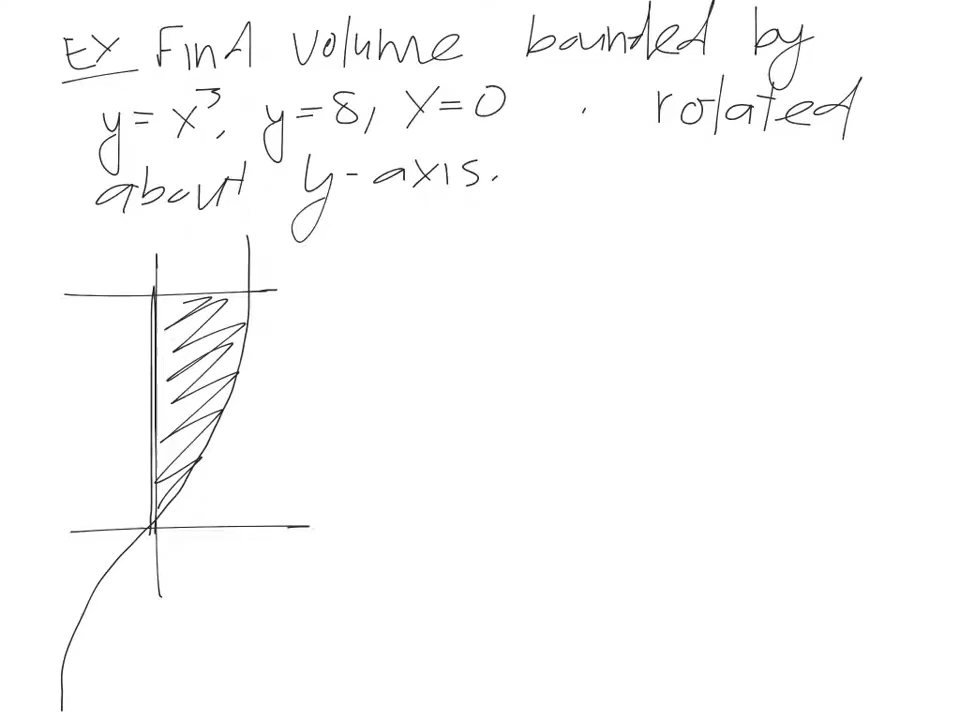 EX Find volume bounded by
y=x³, y=8, x=0 . rotated
about y-axis.